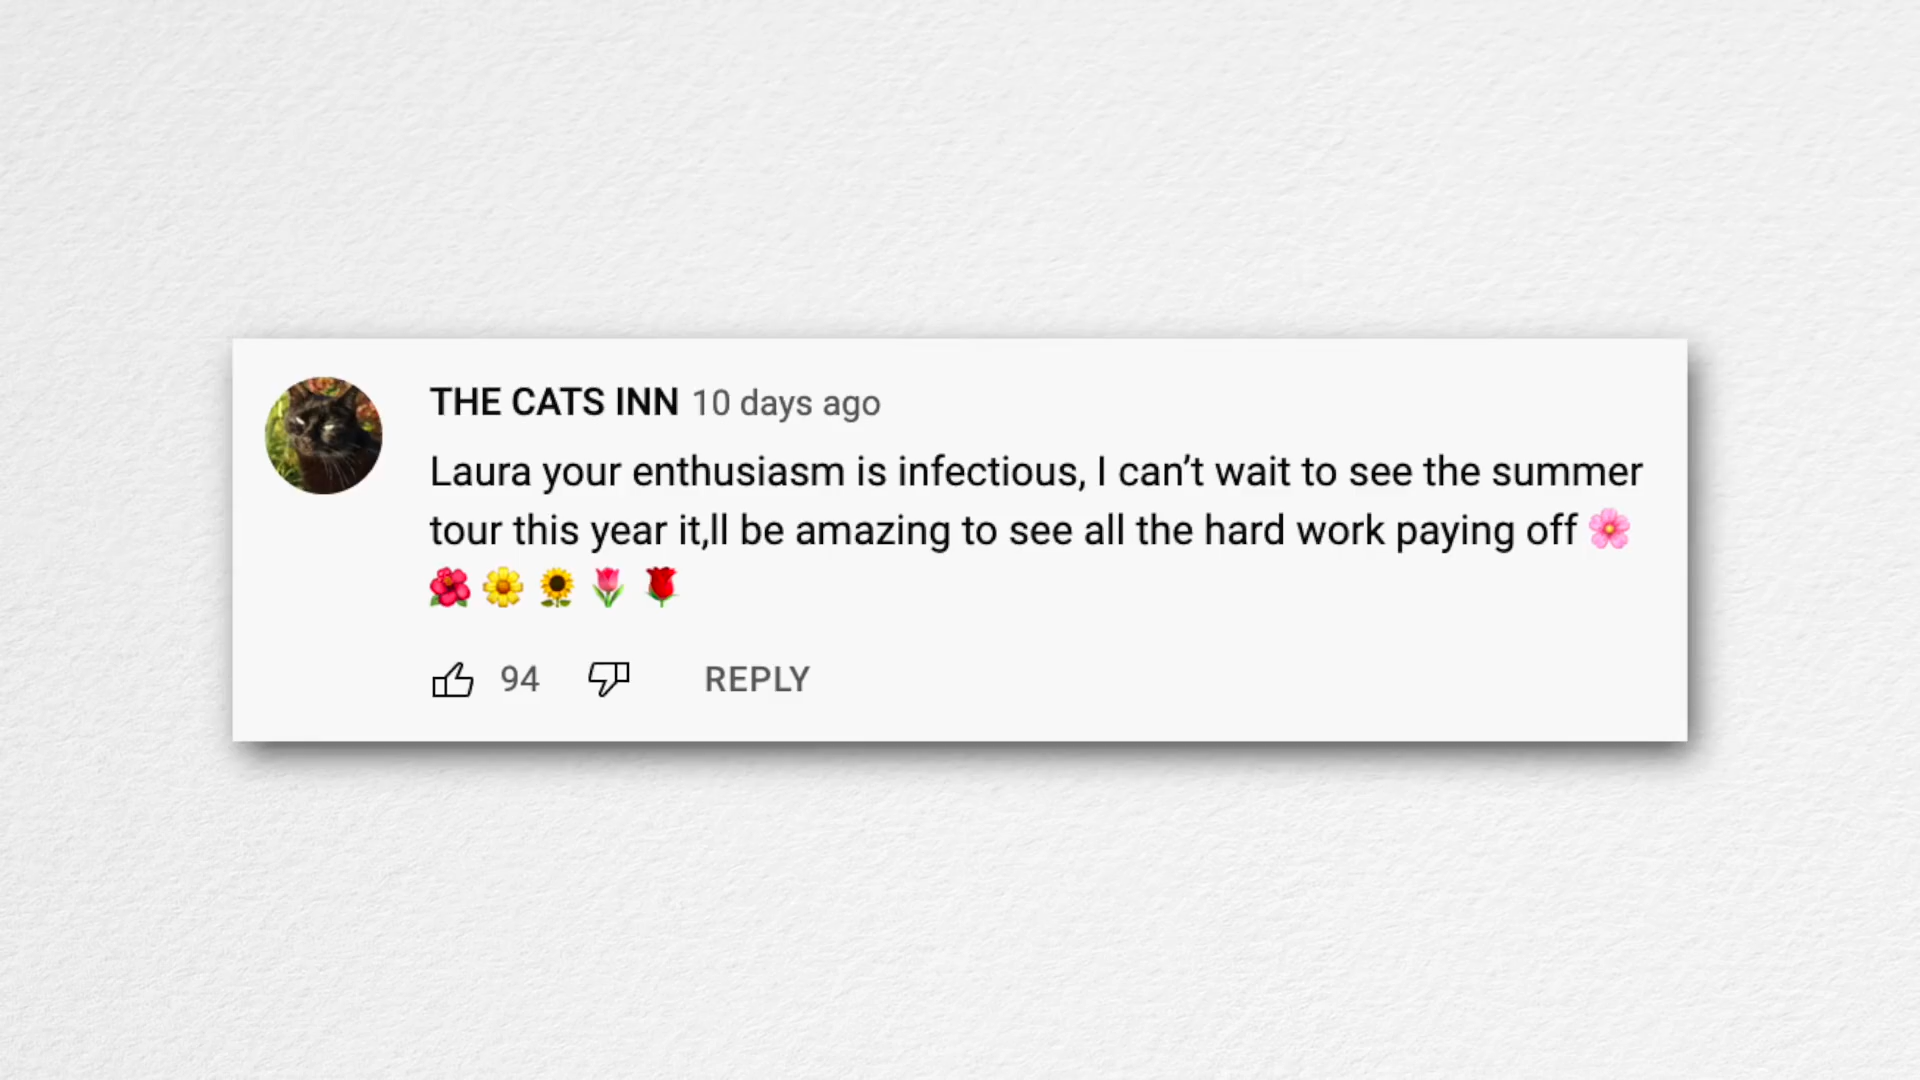 THE CATS INN 10 days ago
Laura your enthusiasm is infectious, I can’t wait to see the summer
tour this year it,ll be amazing to see all the hard work paying off 🌸
🌺 🌼 🌻 🌷 🌹
94 REPLY